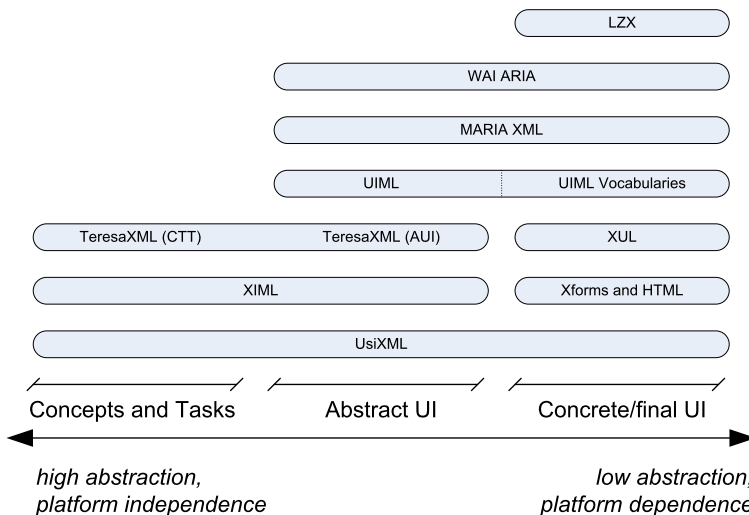 LZX
WAI ARIA
MARIA XML
UIML UIML Vocabularies
TeresaXML (CTT) TeresaXML (AUI) XUL
XIML Xforms and HTML
UsiXML
Concepts and Tasks Abstract UI Concrete/final UI
high abstraction, low abstraction,
platform independence platform dependence